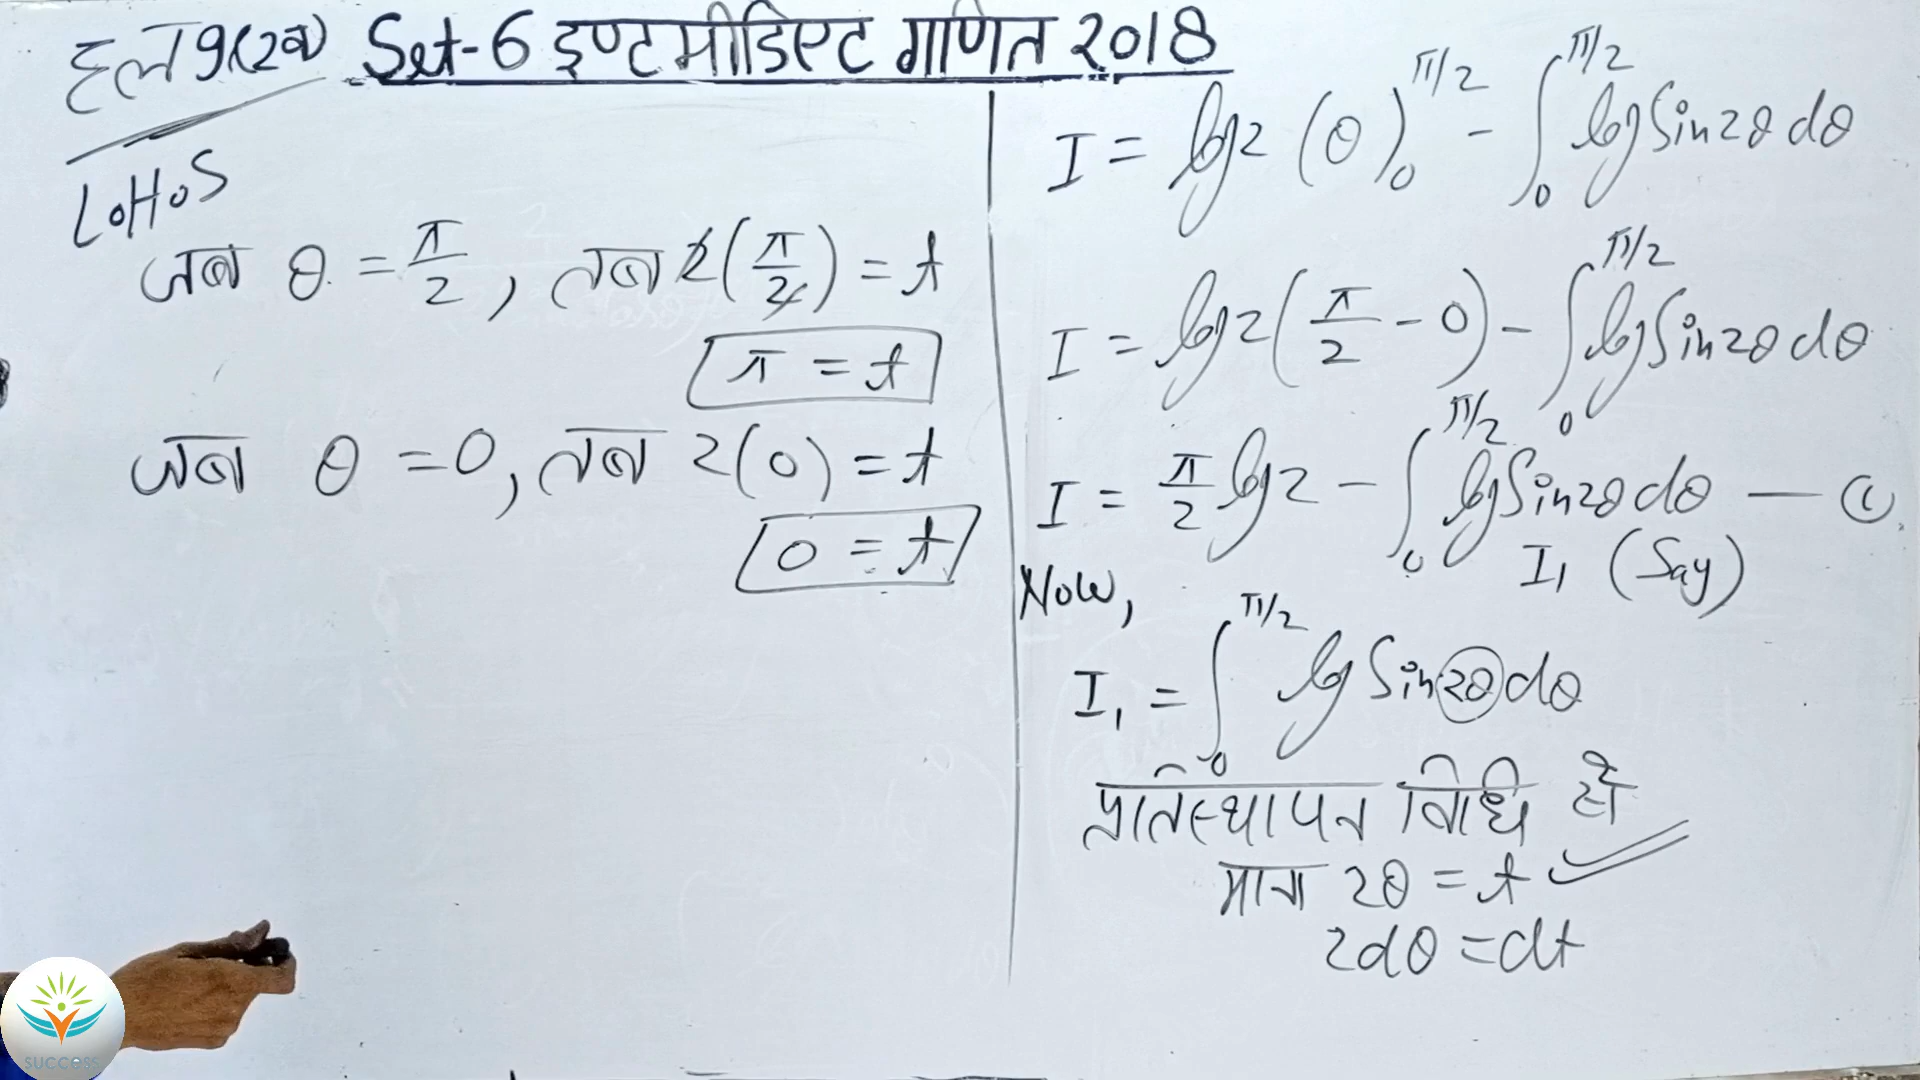 हल 9(2ब) Set-6 इण्टरमीडिएट गणित 2018
L.H.S
जब θ = π/2, तब 2(π/2) = t
π = t
जब θ = 0, तब 2(0) = t
0 = t
I = log2 (θ)₀^π/2 - ∫₀^π/2 log Sin2θ dθ
I = log2 (π/2 - 0) - ∫₀^π/2 log Sin2θ dθ
I = π/2 log2 - ∫₀^π/2 log Sin2θ dθ — (1)
I₁ (Say)
Now,
I₁ = ∫₀^π/2 log Sin2θ dθ
प्रतिस्थापन विधि से
माना 2θ = t
2dθ = dt
SUCCESS